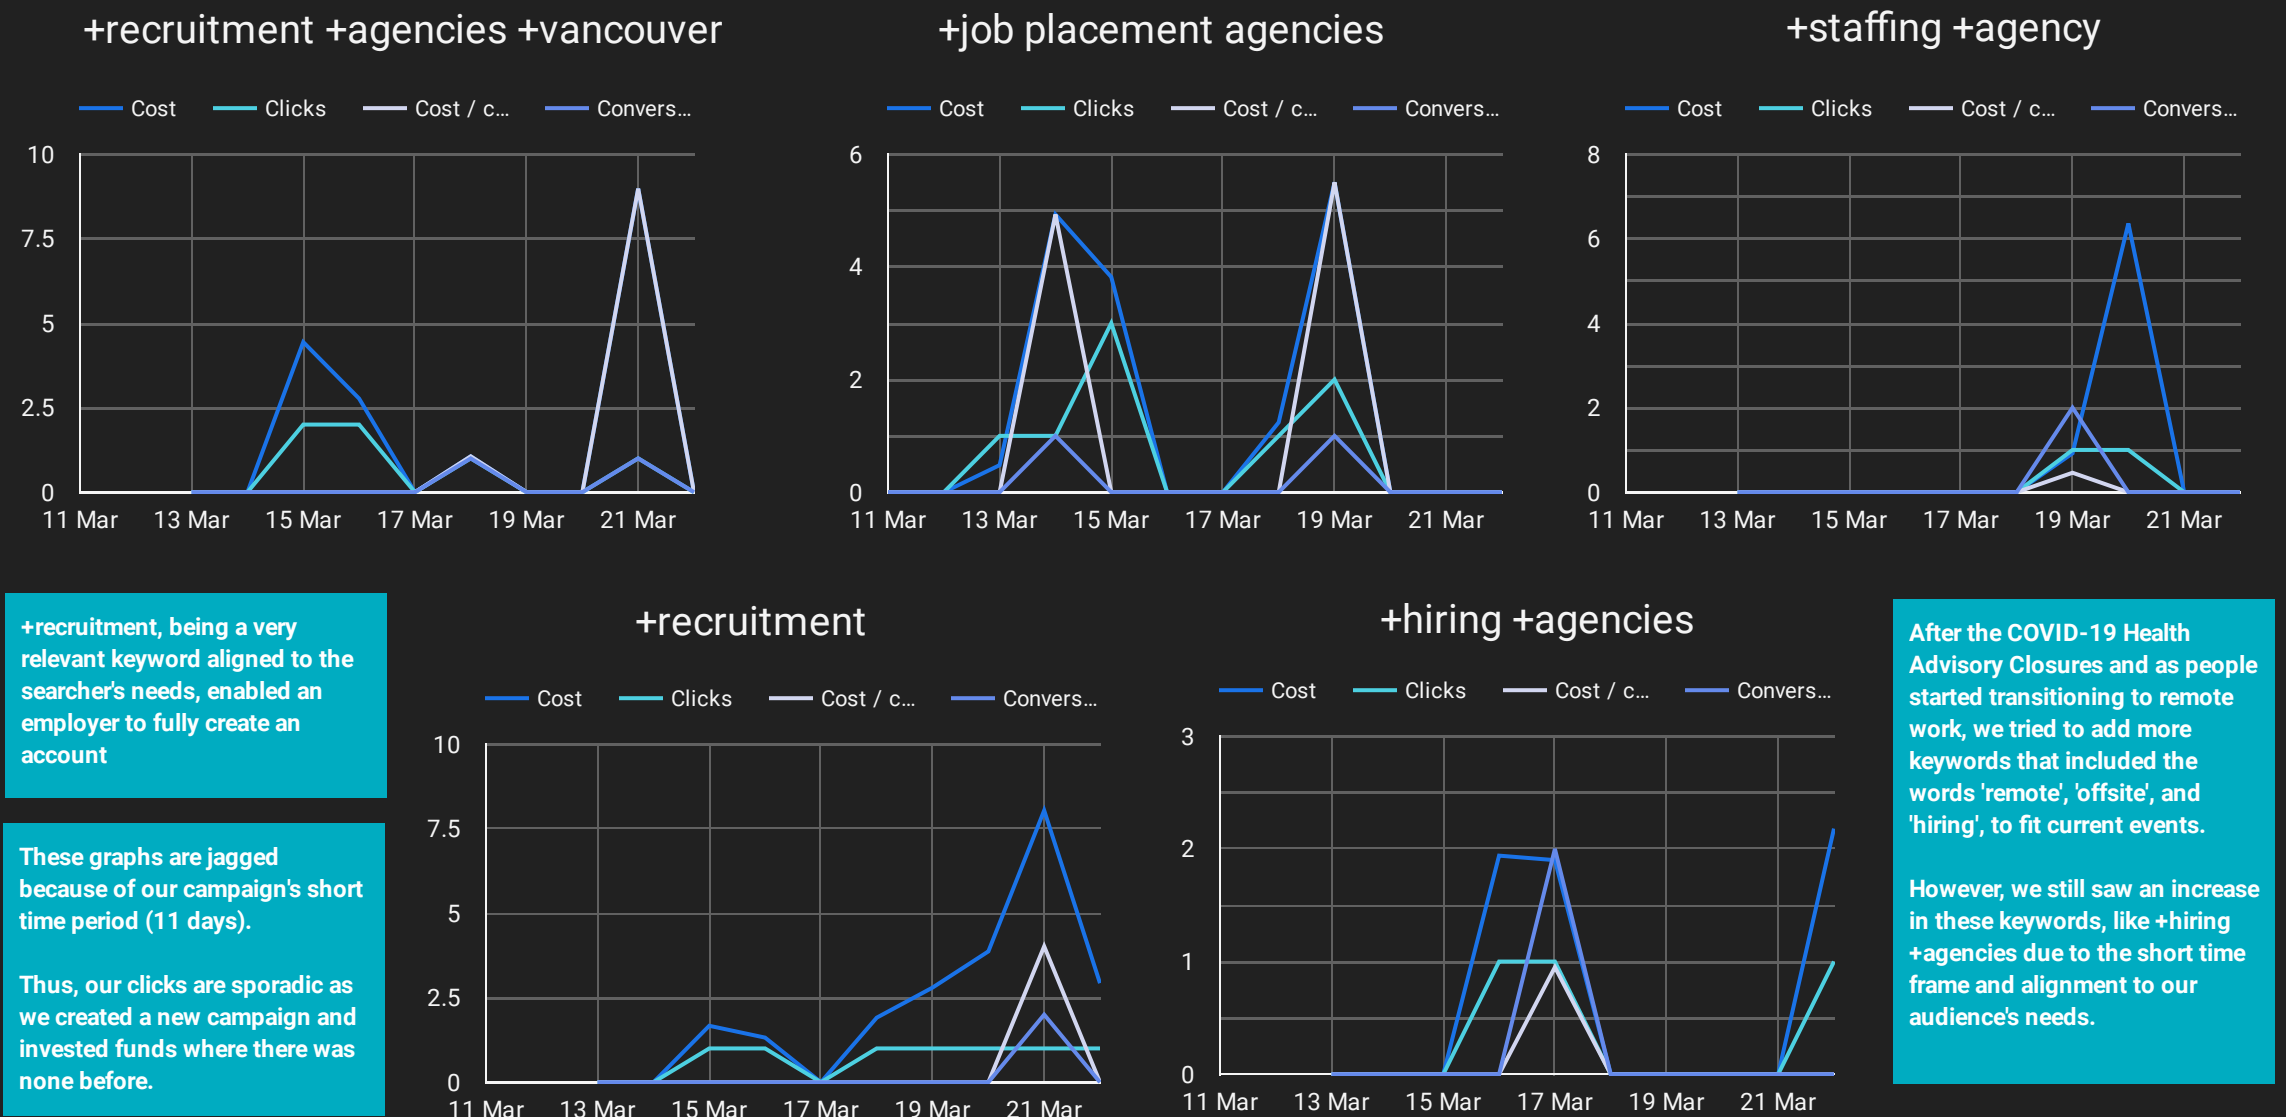 +recruitment +agencies +vancouver
Cost Clicks Cost / c... Convers...
10
7.5
5
2.5
0
11 Mar 13 Mar 15 Mar 17 Mar 19 Mar 21 Mar
+job placement agencies
Cost Clicks Cost / c... Convers...
6
4
2
0
11 Mar 13 Mar 15 Mar 17 Mar 19 Mar 21 Mar
+staffing +agency
Cost Clicks Cost / c... Convers...
8
6
4
2
0
11 Mar 13 Mar 15 Mar 17 Mar 19 Mar 21 Mar
+recruitment, being a very
relevant keyword aligned to the
searcher's needs, enabled an
employer to fully create an
account
These graphs are jagged
because of our campaign's short
time period (11 days).
Thus, our clicks are sporadic as
we created a new campaign and
invested funds where there was
none before.
+recruitment
Cost Clicks Cost / c... Convers...
10
7.5
5
2.5
0
11 Mar 13 Mar 15 Mar 17 Mar 19 Mar 21 Mar
+hiring +agencies
Cost Clicks Cost / c... Convers...
3
2
1
0
11 Mar 13 Mar 15 Mar 17 Mar 19 Mar 21 Mar
After the COVID-19 Health
Advisory Closures and as people
started transitioning to remote
work, we tried to add more
keywords that included the
words 'remote', 'offsite', and
'hiring', to fit current events.
However, we still saw an increase
in these keywords, like +hiring
+agencies due to the short time
frame and alignment to our
audience's needs.